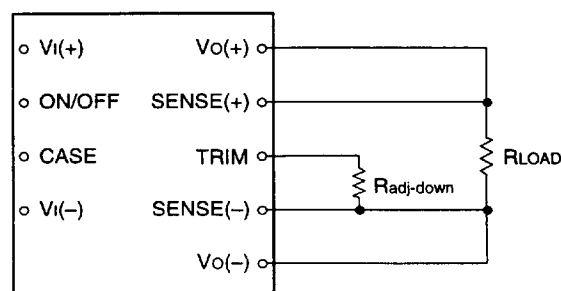 VI(+) VO(+)
ON/OFF SENSE(+)
CASE TRIM RLOAD
Radj-down
VI(–) SENSE(–)
VO(–)